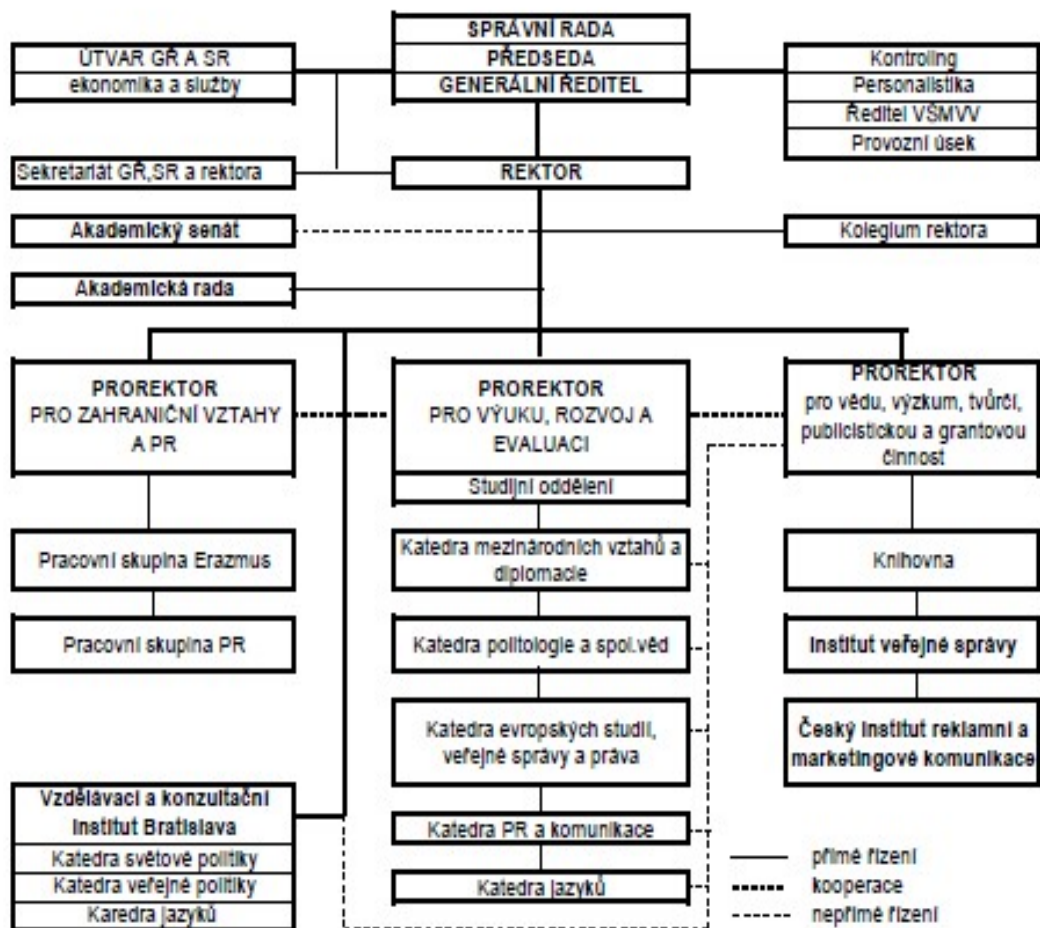 SPRÁVNÍ RADA
PŘEDSEDA
GENERÁLNÍ ŘEDITEL
ÚTVAR GŘ A SR
ekonomika a služby
Kontroling
Personalistika
Ředitel VŠMVV
Provozní úsek
Sekretariát GŘ,SR a rektora
REKTOR
Akademický senát
Kolegium rektora
Akademická rada
PROREKTOR
PRO ZAHRANIČNÍ VZTAHY
A PR
PROREKTOR
PRO VÝUKU, ROZVOJ A
EVALUACI
Studijní oddělení
PROREKTOR
pro vědu, výzkum, tvůrčí,
publicistickou a grantovou
činnost
Pracovní skupina Erazmus
Katedra mezinárodních vztahů a
diplomacie
Knihovna
Pracovní skupina PR
Katedra politologie a spol.věd
Institut veřejné správy
Katedra evropských studií,
veřejné správy a práva
Český institut reklamní a
marketingové komunikace
Vzdělávací a konzultační
institut Bratislava
Katedra světové politiky
Katedra veřejné politiky
Karedra jazyků
Katedra PR a komunikace
Katedra jazyků
přímé řízení
kooperace
nepřímé řízení